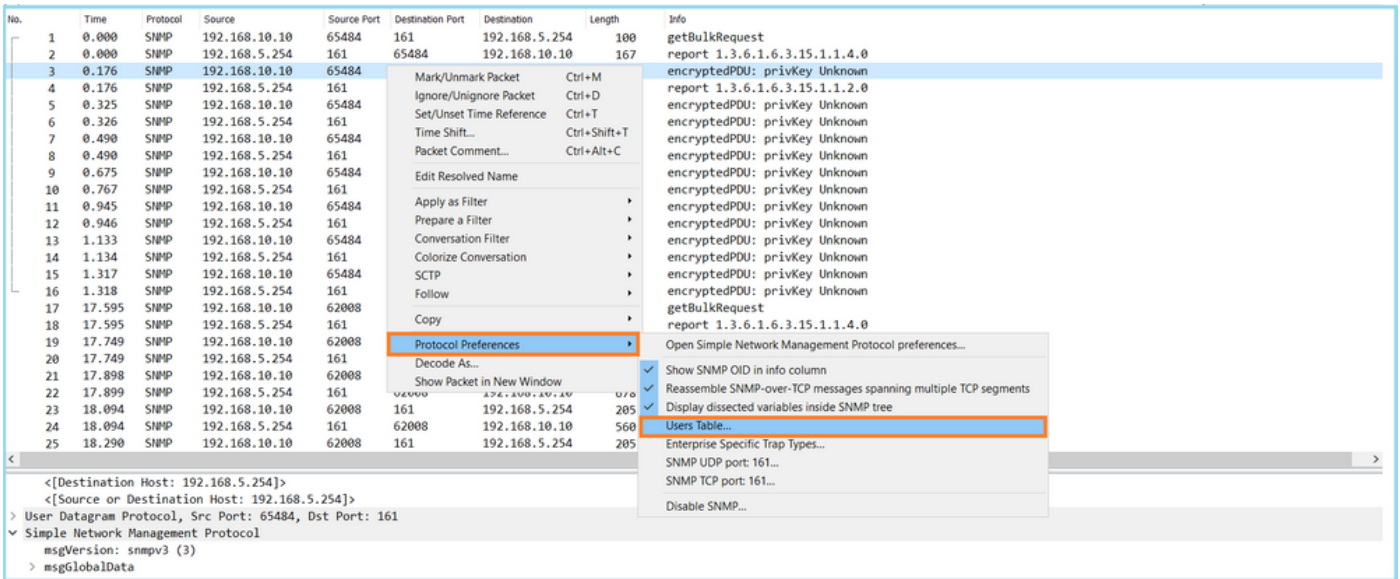 No. Time Protocol Source Source Port Destination Port Destination Length Info
1 0.000 SNMP 192.168.10.10 65484 161 192.168.5.254 100 getBulkRequest
2 0.000 SNMP 192.168.5.254 161 65484 192.168.10.10 167 report 1.3.6.1.6.3.15.1.1.4.0
3 0.176 SNMP 192.168.10.10 65484 encryptedPDU: privKey Unknown
4 0.176 SNMP 192.168.5.254 161 report 1.3.6.1.6.3.15.1.1.2.0
5 0.325 SNMP 192.168.10.10 65484 encryptedPDU: privKey Unknown
6 0.326 SNMP 192.168.5.254 161 encryptedPDU: privKey Unknown
7 0.490 SNMP 192.168.10.10 65484 encryptedPDU: privKey Unknown
8 0.490 SNMP 192.168.5.254 161 encryptedPDU: privKey Unknown
9 0.675 SNMP 192.168.10.10 65484 encryptedPDU: privKey Unknown
10 0.767 SNMP 192.168.5.254 161 encryptedPDU: privKey Unknown
11 0.945 SNMP 192.168.10.10 65484 encryptedPDU: privKey Unknown
12 0.946 SNMP 192.168.5.254 161 encryptedPDU: privKey Unknown
13 1.133 SNMP 192.168.10.10 65484 encryptedPDU: privKey Unknown
14 1.134 SNMP 192.168.5.254 161 encryptedPDU: privKey Unknown
15 1.317 SNMP 192.168.10.10 65484 encryptedPDU: privKey Unknown
16 1.318 SNMP 192.168.5.254 161 encryptedPDU: privKey Unknown
17 17.595 SNMP 192.168.10.10 62008 getBulkRequest
18 17.595 SNMP 192.168.5.254 161 report 1.3.6.1.6.3.15.1.1.4.0
19 17.749 SNMP 192.168.10.10 62008
20 17.749 SNMP 192.168.5.254 161
21 17.898 SNMP 192.168.10.10 62008
22 17.899 SNMP 192.168.5.254 161
23 18.094 SNMP 192.168.10.10 62008 161 192.168.5.254 205
24 18.094 SNMP 192.168.5.254 161 62008 192.168.10.10 560
25 18.290 SNMP 192.168.10.10 62008 161 192.168.5.254 205
Mark/Unmark Packet Ctrl+M
Ignore/Unignore Packet Ctrl+D
Set/Unset Time Reference Ctrl+T
Time Shift... Ctrl+Shift+T
Packet Comment... Ctrl+Alt+C
Edit Resolved Name
Apply as Filter
Prepare a Filter
Conversation Filter
Colorize Conversation
SCTP
Follow
Copy
Protocol Preferences
Decode As...
Show Packet in New Window
Open Simple Network Management Protocol preferences...
Show SNMP OID in info column
Reassemble SNMP-over-TCP messages spanning multiple TCP segments
Display dissected variables inside SNMP tree
Users Table...
Enterprise Specific Trap Types...
SNMP UDP port: 161...
SNMP TCP port: 161...
Disable SNMP...
<[Destination Host: 192.168.5.254]>
<[Source or Destination Host: 192.168.5.254]>
User Datagram Protocol, Src Port: 65484, Dst Port: 161
Simple Network Management Protocol
msgVersion: snmpv3 (3)
msgGlobalData